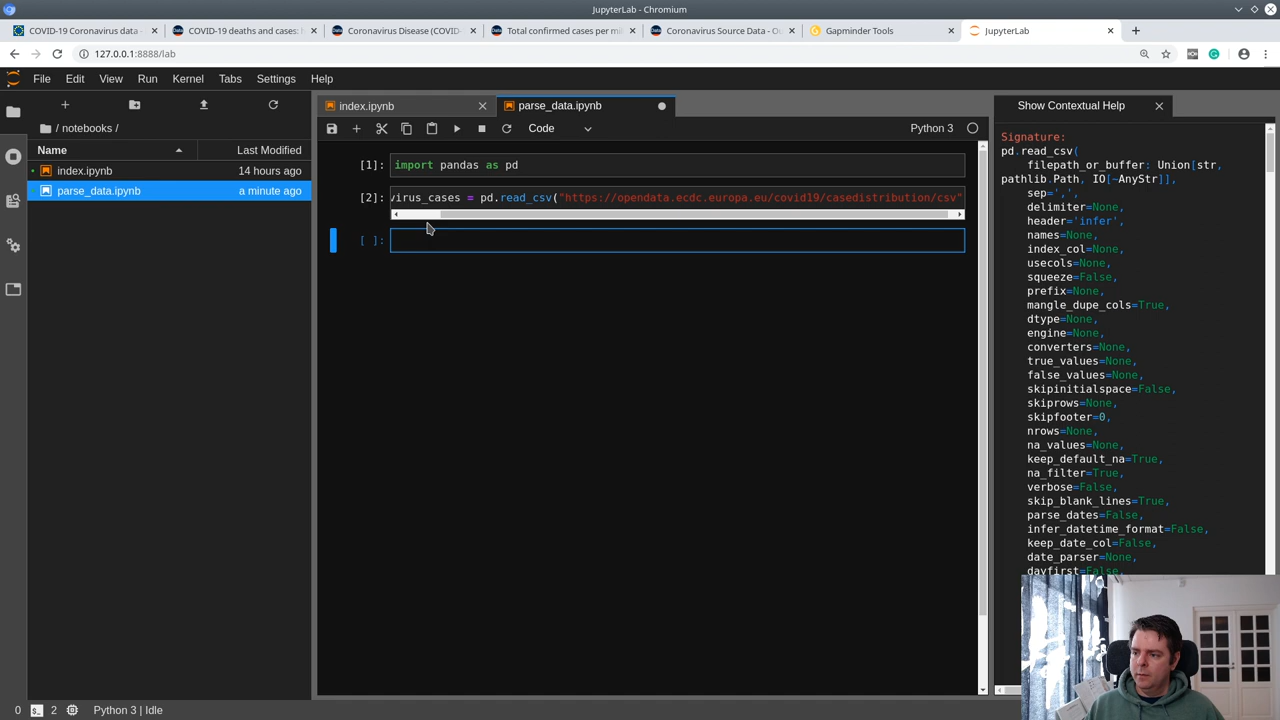 JupyterLab - Chromium
COVID-19 Coronavirus data
COVID-19 deaths and cases:
Coronavirus Disease (COVID-
Total confirmed cases per mil
Coronavirus Source Data - Ou
Gapminder Tools
JupyterLab
127.0.0.1:8888/lab
File Edit View Run Kernel Tabs Settings Help
/ notebooks /
Name Last Modified
index.ipynb 14 hours ago
parse_data.ipynb a minute ago
index.ipynb
parse_data.ipynb
Code
Python 3
[1]: import pandas as pd
[2]: virus_cases = pd.read_csv("https://opendata.ecdc.europa.eu/covid19/casedistribution/csv"
[ ]:
Show Contextual Help
Signature:
pd.read_csv(
filepath_or_buffer: Union[str,
pathlib.Path, IO[~AnyStr]],
sep=',',
delimiter=None,
header='infer',
names=None,
index_col=None,
usecols=None,
squeeze=False,
prefix=None,
mangle_dupe_cols=True,
dtype=None,
engine=None,
converters=None,
true_values=None,
false_values=None,
skipinitialspace=False,
skiprows=None,
skipfooter=0,
nrows=None,
na_values=None,
keep_default_na=True,
na_filter=True,
verbose=False,
skip_blank_lines=True,
parse_dates=False,
infer_datetime_format=False,
keep_date_col=False,
date_parser=None,
dayfirst=False,
0 2 Python 3 | Idle